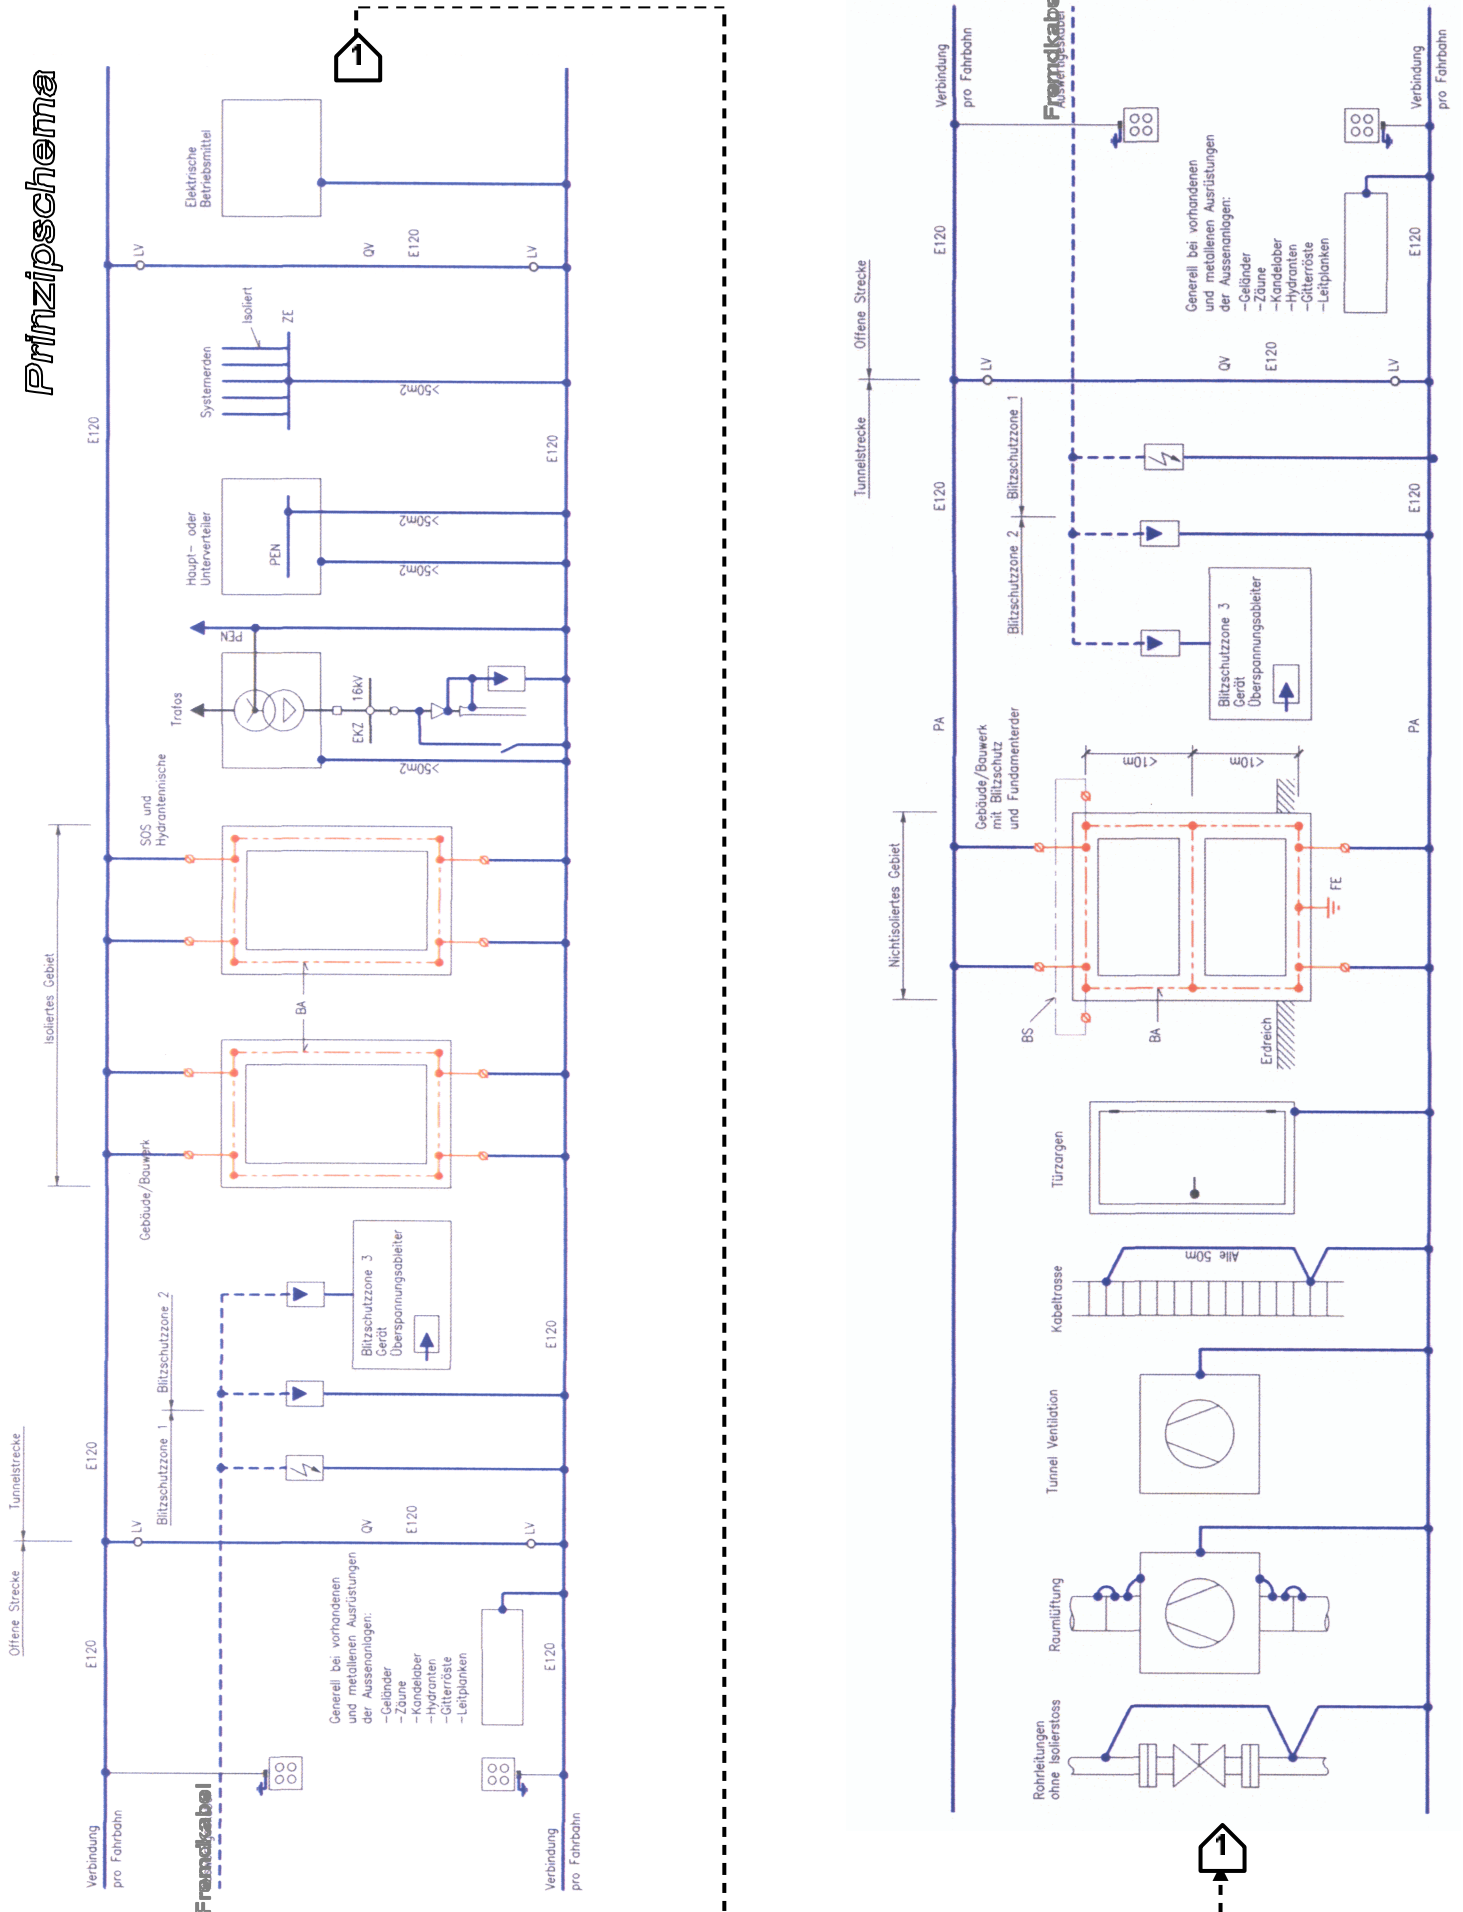 Prinzipschema
1
Offene Strecke
Tunnelstrecke
Isoliertes Gebiet
Verbindung
pro Fahrbahn
E120
E120
E120
Fremdkabel
Blitzschutzzone 1
Blitzschutzzone 2
Gebäude/Bauwerk
SOS und
Hydrantennische
Trafos
PEN
Haupt- oder
Unterverteiler
PEN
Systemerden
Isoliert
ZE
Elektrische
Betriebsmittel
LV
QV
E120
LV
LV
QV
E120
LV
Generell bei vorhandenen
und metallenen Ausrüstungen
der Aussenanlagen:
-Geländer
-Zäune
-Kandelaber
-Hydranten
-Gitterröste
-Leitplanken
Blitzschutzzone 3
Gerät
Überspannungsableiter
BA
EKZ
16kV
>50m2
>50m2
>50m2
>50m2
Verbindung
pro Fahrbahn
E120
E120
E120
Tunnelstrecke
Offene Strecke
Nichtisoliertes Gebiet
PA
E120
E120
Verbindung
pro Fahrbahn
Fremdkabel
Gebäude/Bauwerk
mit Blitzschutz
und Fundamenterder
Blitzschutzzone 2
Blitzschutzzone 1
LV
QV
E120
LV
Generell bei vorhandenen
und metallenen Ausrüstungen
der Aussenanlagen:
-Geländer
-Zäune
-Kandelaber
-Hydranten
-Gitterröste
-Leitplanken
Blitzschutzzone 3
Gerät
Überspannungsableiter
<10m
<10m
BS
BA
Erdreich
FE
Türzargen
Kabeltrasse
Alle 50m
Tunnel Ventilation
Raumlüftung
Rohrleitungen
ohne Isolierstoss
1
PA
E120
E120
Verbindung
pro Fahrbahn